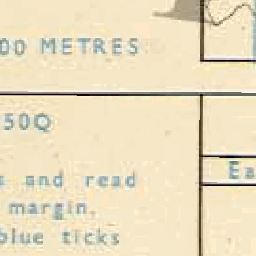 00 METRES
50Q
and read
margin.
blue ticks
Ea